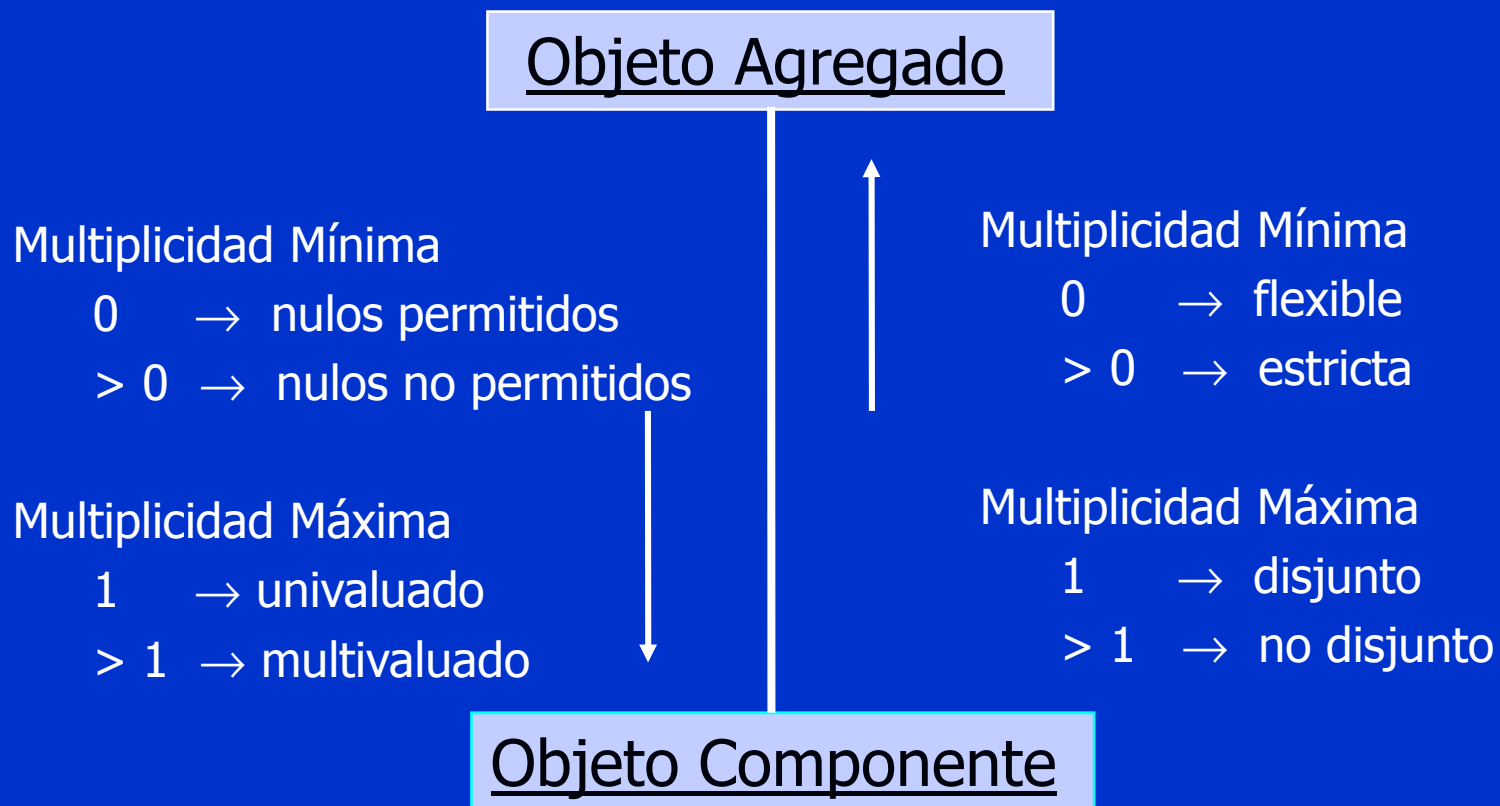 Objeto Agregado
Multiplicidad Mínima
0 → nulos permitidos
> 0 → nulos no permitidos
Multiplicidad Máxima
1 → univaluado
> 1 → multivaluado
Multiplicidad Mínima
0 → flexible
> 0 → estricta
Multiplicidad Máxima
1 → disjunto
> 1 → no disjunto
Objeto Componente